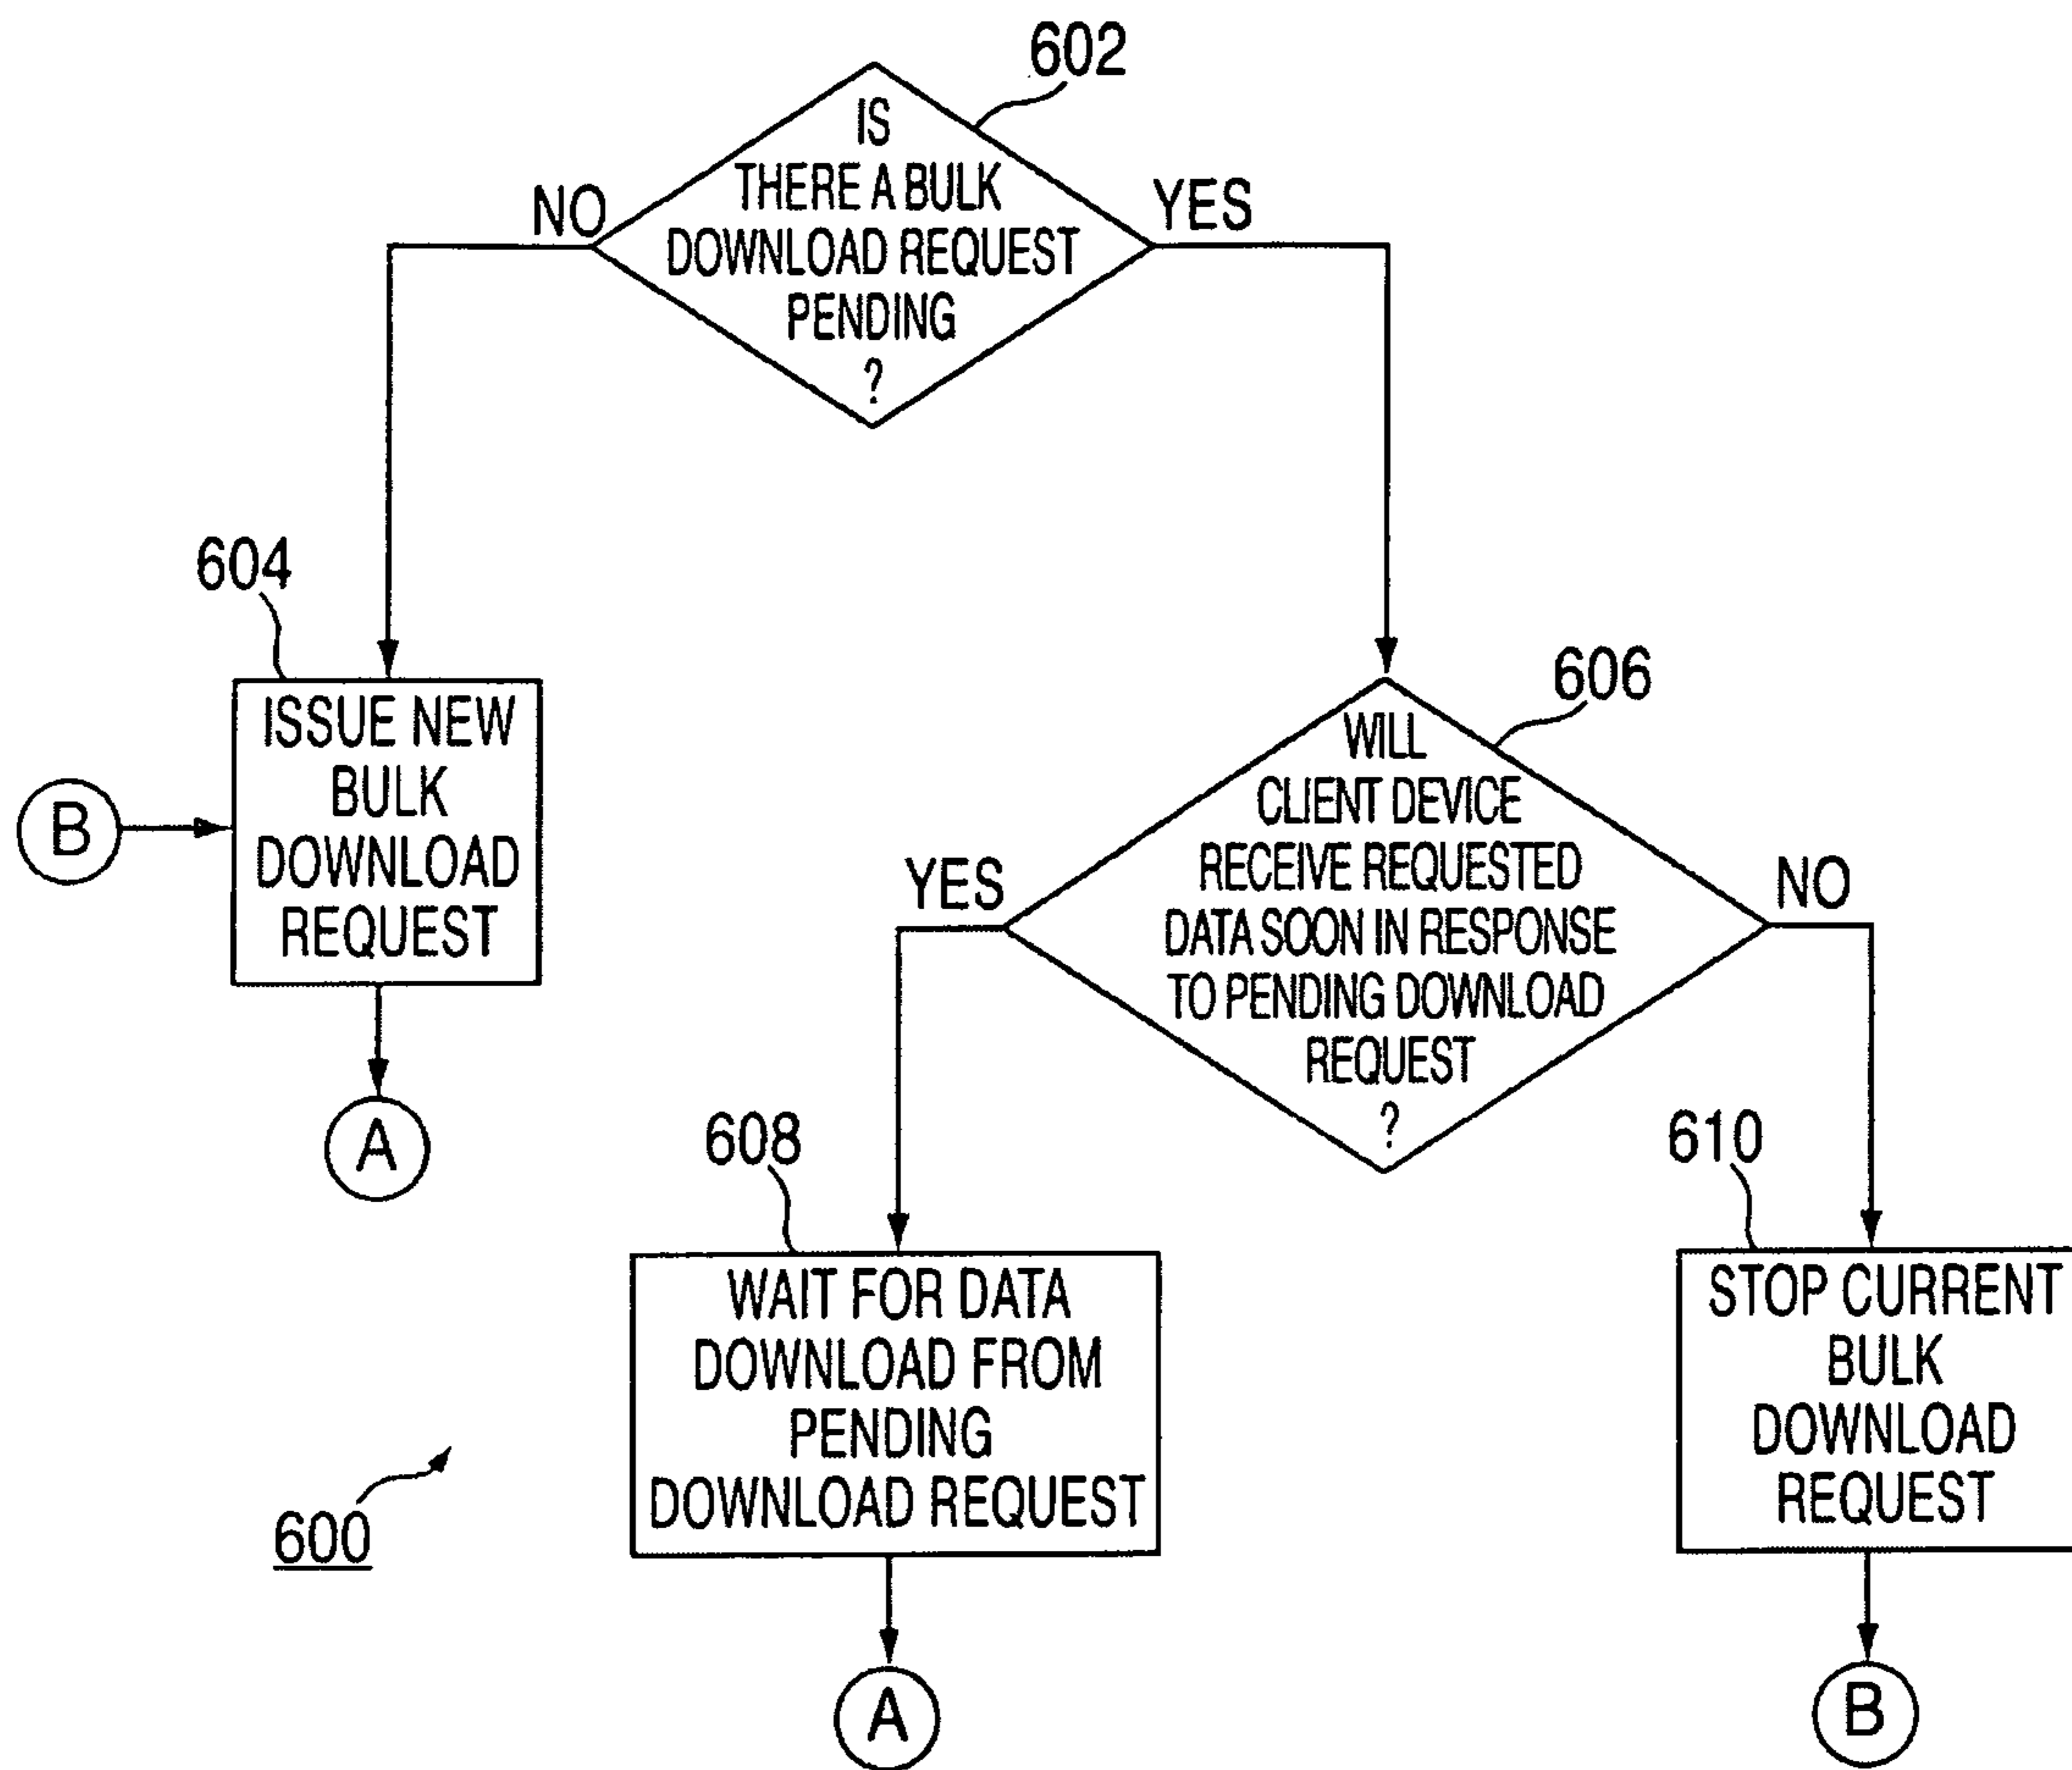 602
IS
THERE A BULK
DOWNLOAD REQUEST
PENDING
?
NO
YES
604
ISSUE NEW
BULK
DOWNLOAD
REQUEST
B
A
606
WILL
CLIENT DEVICE
RECEIVE REQUESTED
DATA SOON IN RESPONSE
TO PENDING DOWNLOAD
REQUEST
?
YES
NO
608
WAIT FOR DATA
DOWNLOAD FROM
PENDING
DOWNLOAD REQUEST
A
610
STOP CURRENT
BULK
DOWNLOAD
REQUEST
B
600